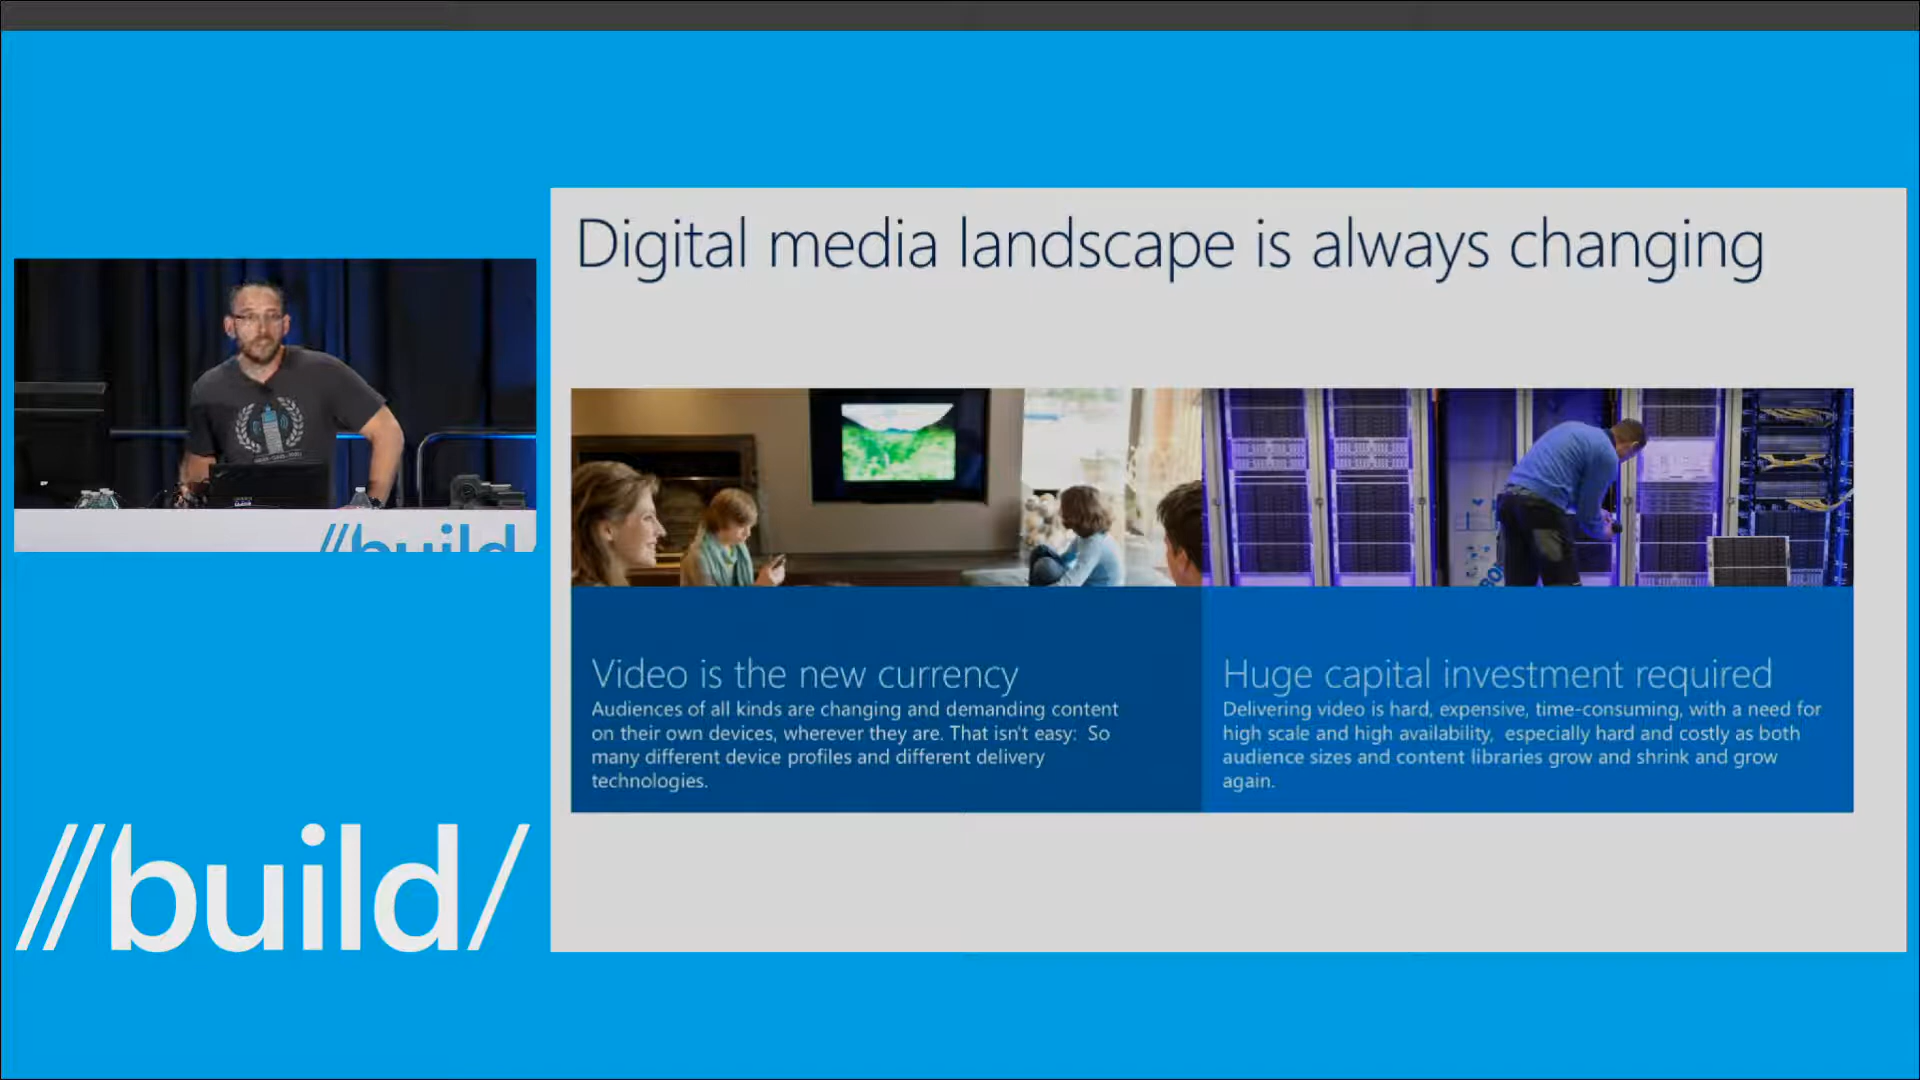 Digital media landscape is always changing
//build
Video is the new currency
Audiences of all kinds are changing and demanding content
on their own devices, wherever they are. That isn't easy:  So
many different device profiles and different delivery
technologies.
Huge capital investment required
Delivering video is hard, expensive, time-consuming, with a need for
high scale and high availability,  especially hard and costly as both
audience sizes and content libraries grow and shrink and grow
again.
//build/